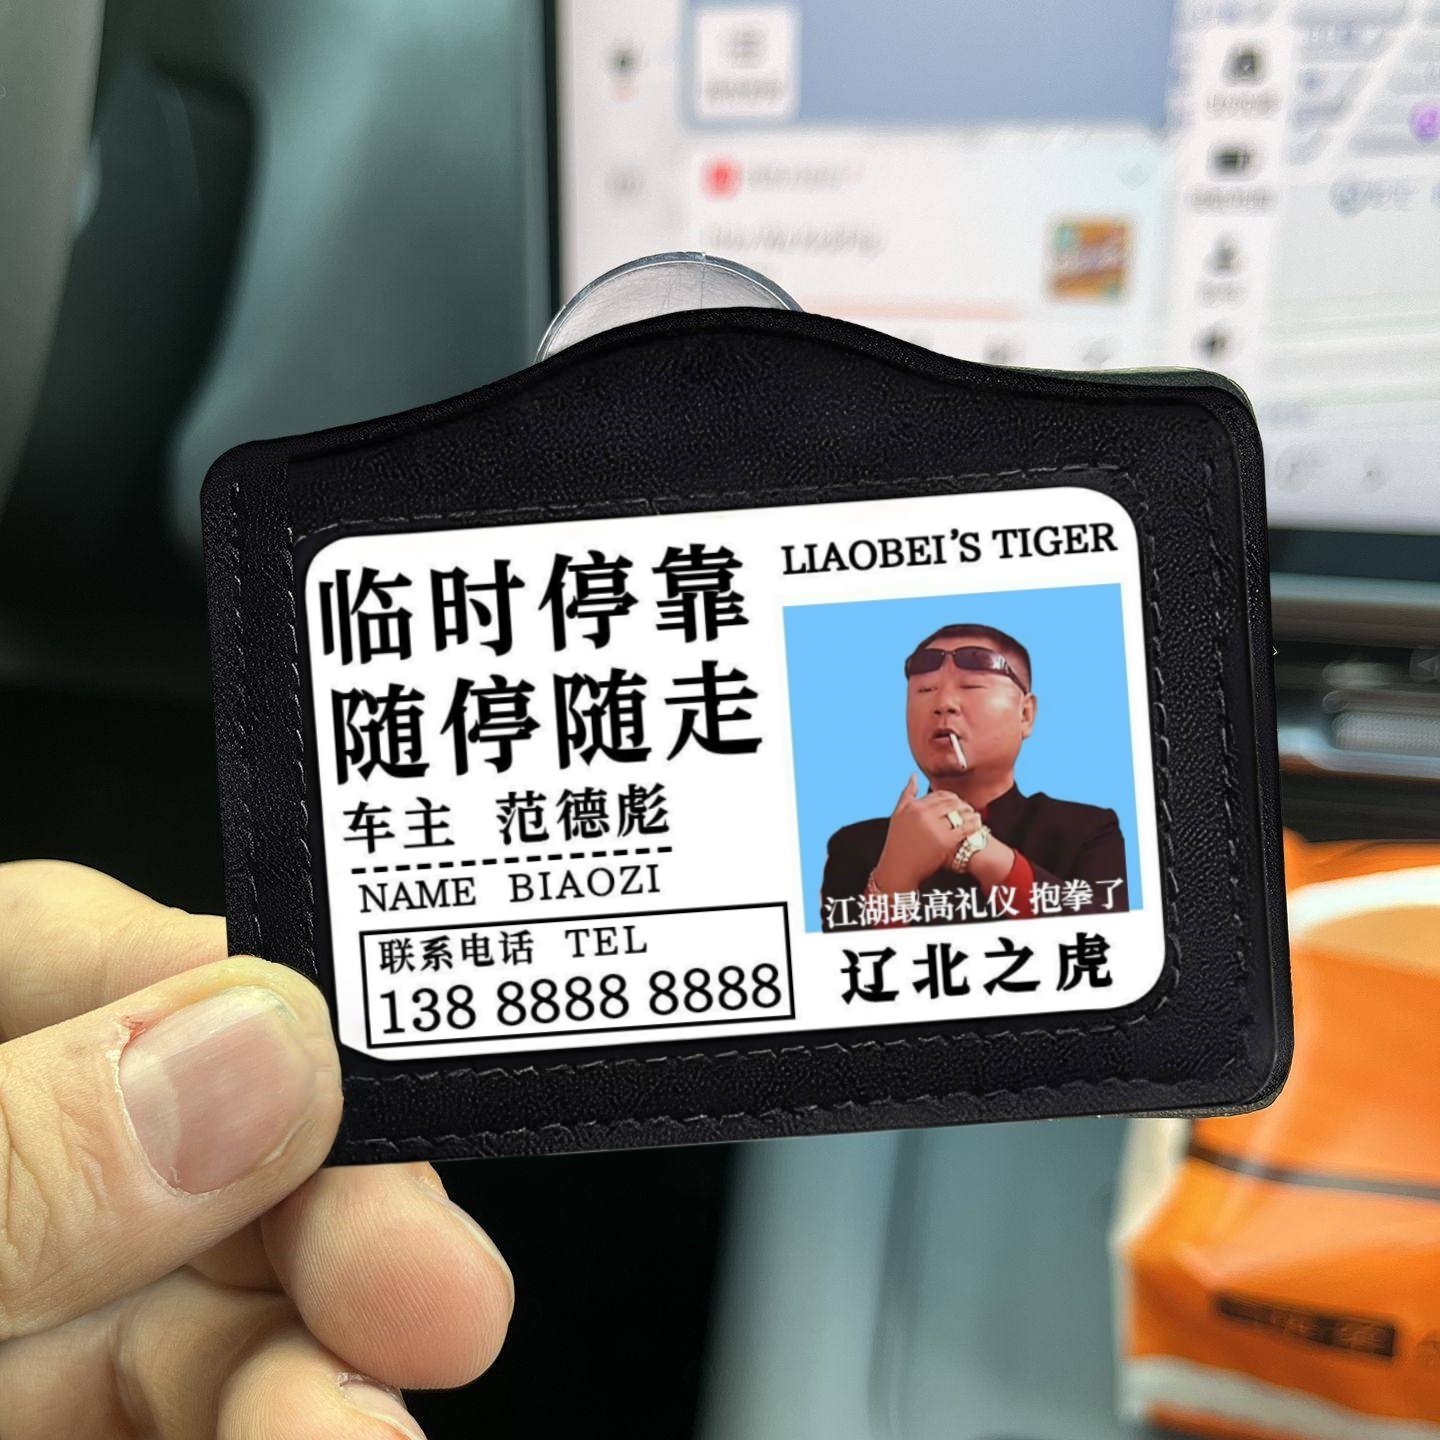 临时停靠
随停随走
车主 范德彪
NAME BIAOZI
联系电话 TEL
138 8888 8888
LIAOBEI'S TIGER
江湖最高礼仪 抱拳了
辽北之虎